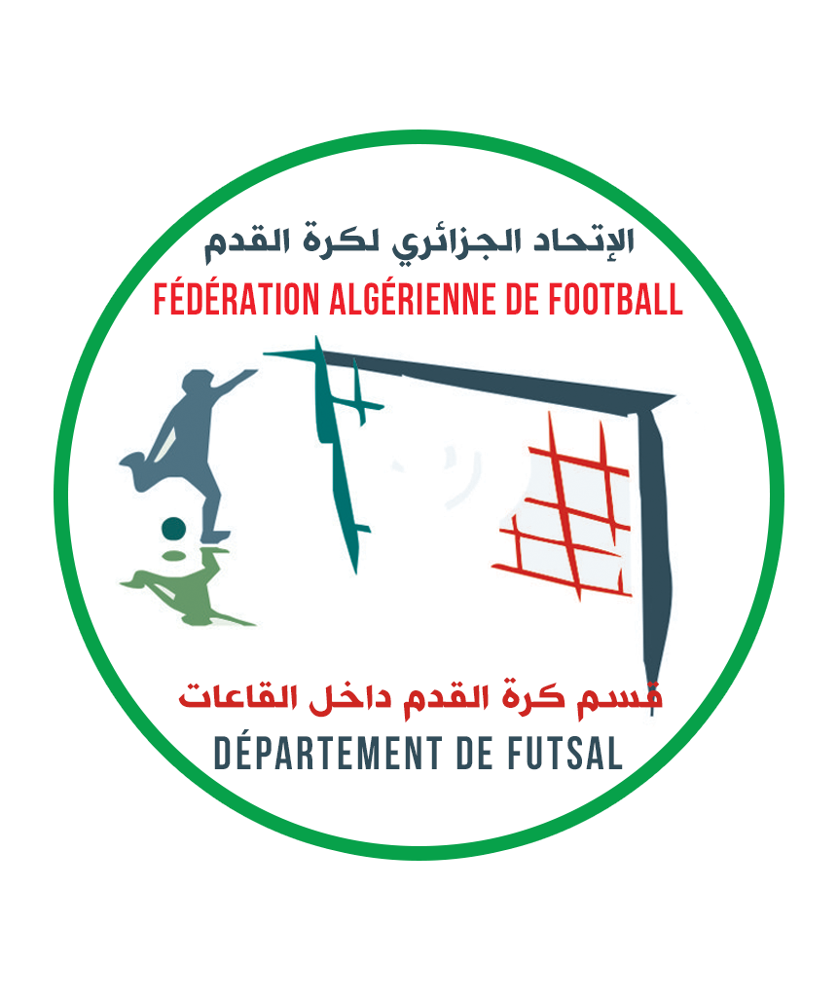 الإتحاد الجزائري لكرة القدم
FÉDÉRATION ALGÉRIENNE DE FOOTBALL
قسم كرة القدم داخل القاعات
DÉPARTEMENT DE FUTSAL